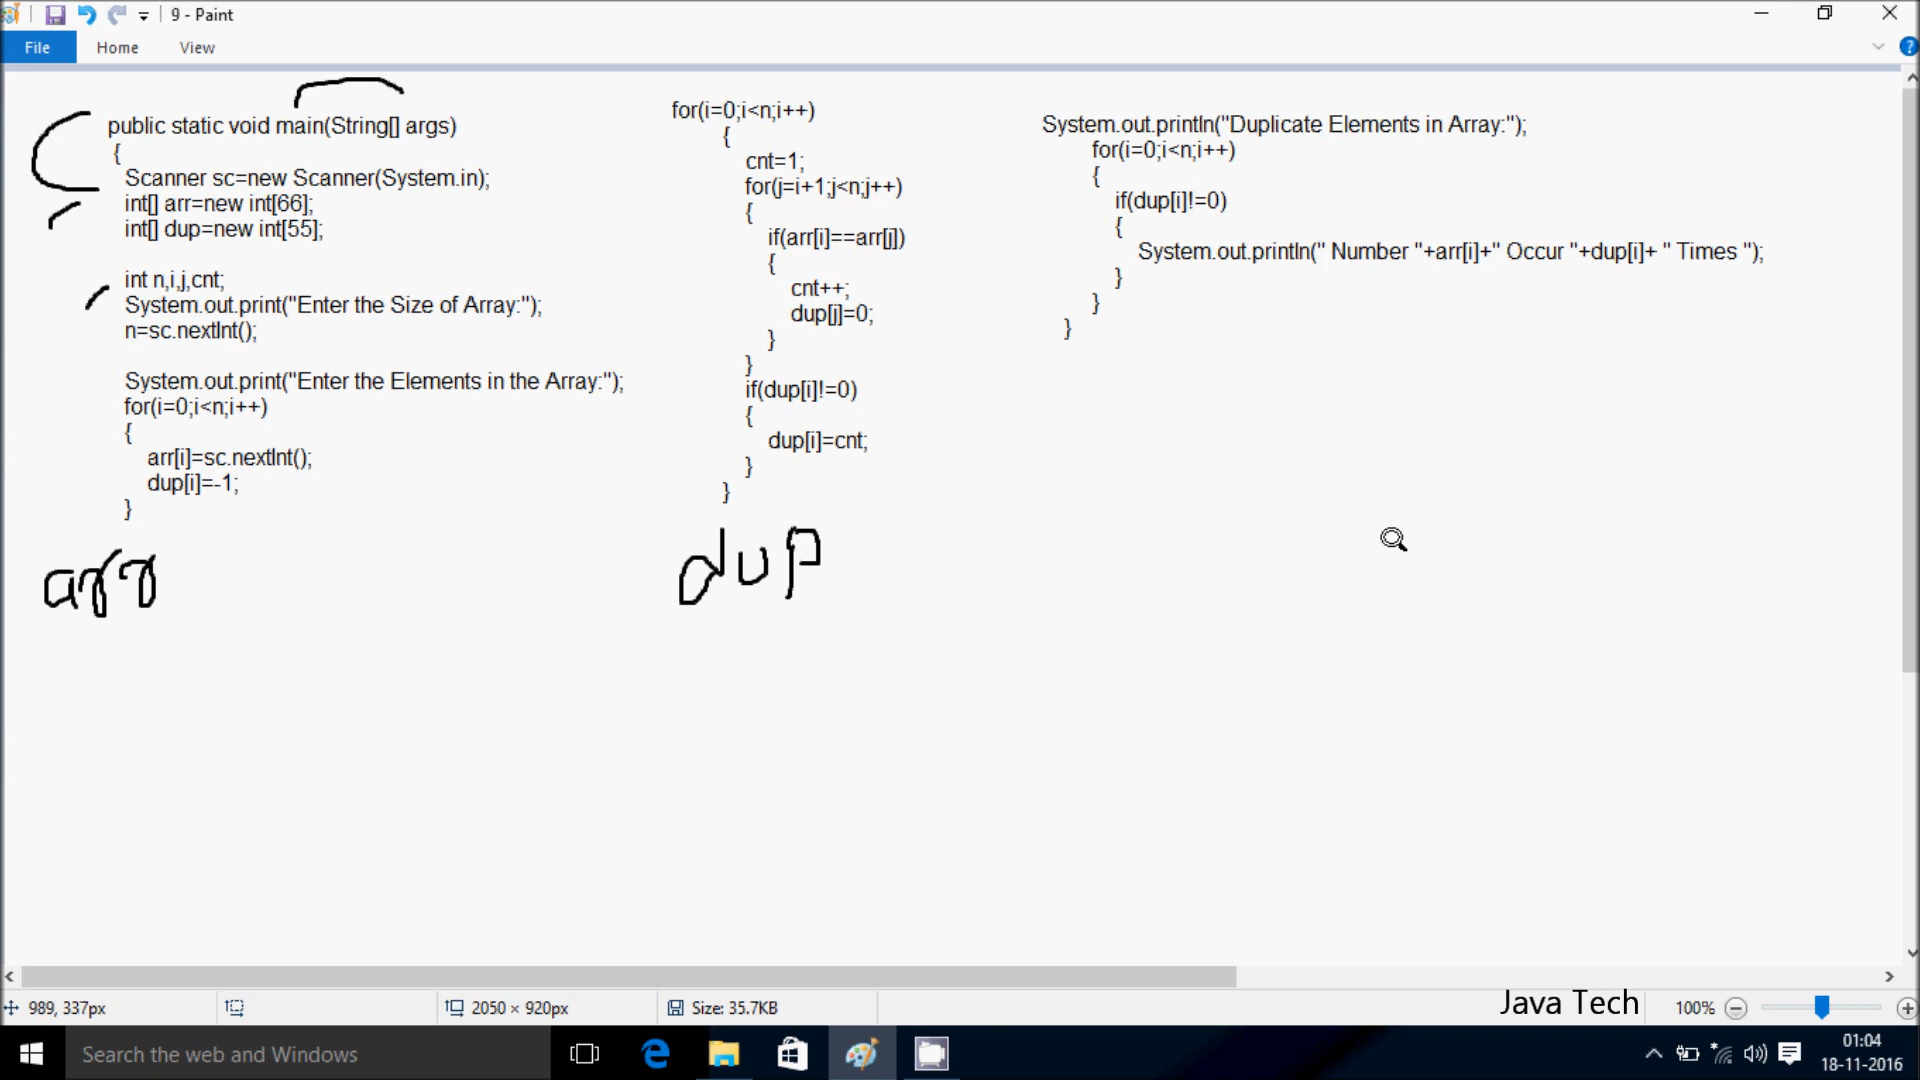 9 - Paint
File Home View
public static void main(String[] args)
{
Scanner sc=new Scanner(System.in);
int[] arr=new int[66];
int[] dup=new int[55];
int n,i,j,cnt;
System.out.print("Enter the Size of Array:");
n=sc.nextInt();
System.out.print("Enter the Elements in the Array:");
for(i=0;i<n;i++)
{
arr[i]=sc.nextInt();
dup[i]=-1;
}
arr
for(i=0;i<n;i++)
{
cnt=1;
for(j=i+1;j<n;j++)
{
if(arr[i]==arr[j])
{
cnt++;
dup[j]=0;
}
}
if(dup[i]!=0)
{
dup[i]=cnt;
}
}
dup
System.out.println("Duplicate Elements in Array:");
for(i=0;i<n;i++)
{
if(dup[i]!=0)
{
System.out.println(" Number "+arr[i]+" Occur "+dup[i]+ " Times ");
}
}
}
989, 337px 2050 × 920px Size: 35.7KB Java Tech 100%
Search the web and Windows
01:04
18-11-2016